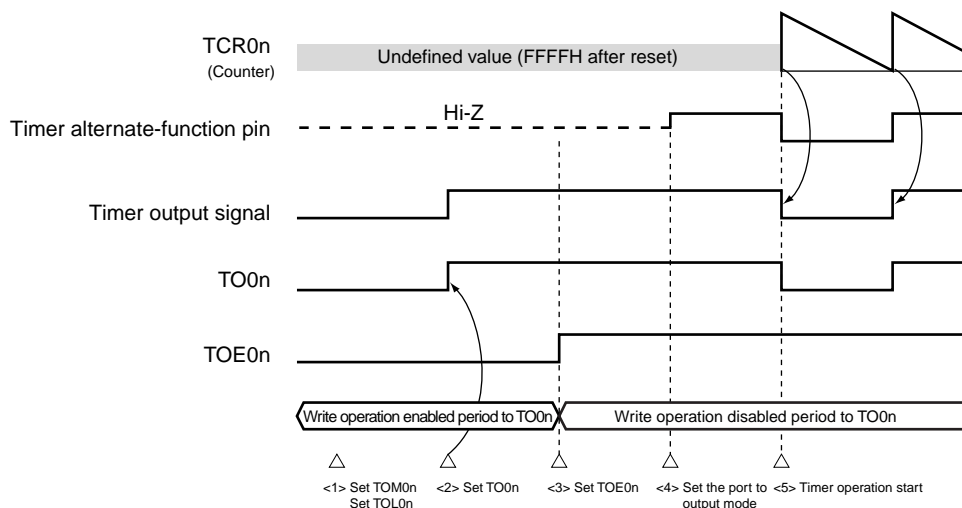 TCR0n
(Counter)
Undefined value (FFFFH after reset)
Hi-Z
Timer alternate-function pin
Timer output signal
TO0n
TOE0n
Write operation enabled period to TO0n
Write operation disabled period to TO0n
<1> Set TOM0n
Set TOL0n
<2> Set TO0n
<3> Set TOE0n
<4> Set the port to
output mode
<5> Timer operation start